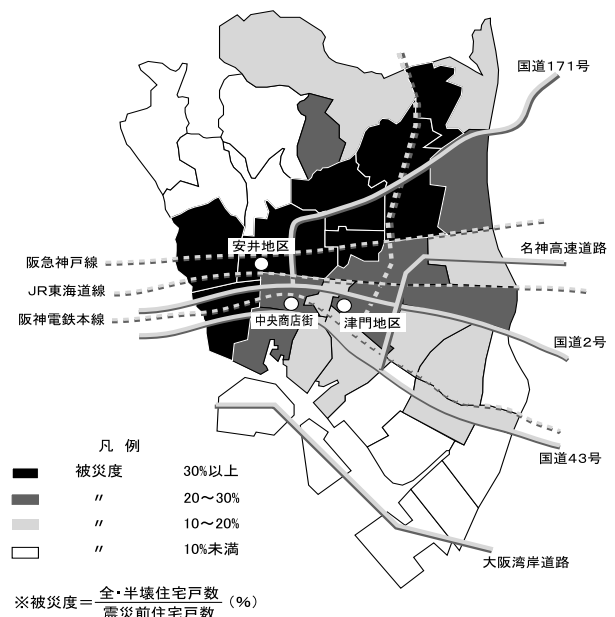 国道171号
安井地区
名神高速道路
阪急神戸線
JR東海道線
阪神電鉄本線
中央商店街
津門地区
国道2号
国道43号
大阪湾岸道路
凡 例
被災度 30%以上
〃 20～30%
〃 10～20%
〃 10%未満
※被災度＝全・半壊住宅戸数 (%)
震災前住宅戸数